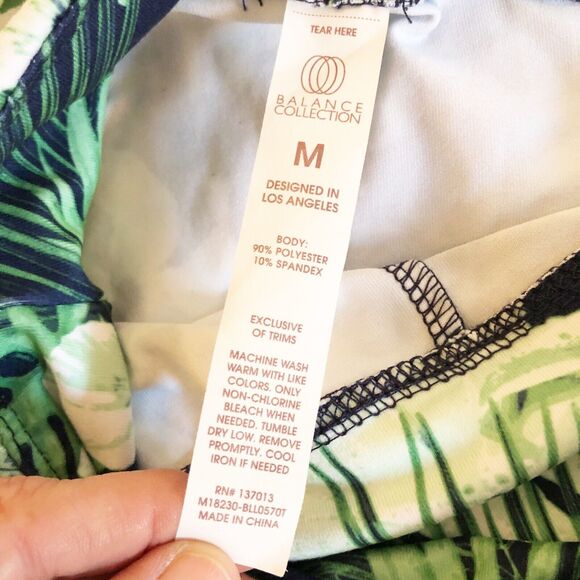 TEAR HERE
BALANCE
COLLECTION
M
DESIGNED IN
LOS ANGELES
BODY:
90% POLYESTER
10% SPANDEX
EXCLUSIVE
OF TRIMS
MACHINE WASH
WARM WITH LIKE
COLORS. ONLY
NON-CHLORINE
BLEACH WHEN
NEEDED. TUMBLE
DRY LOW. REMOVE
PROMPTLY. COOL
IRON IF NEEDED
RN# 137013
M18230-BLL0570T
MADE IN CHINA